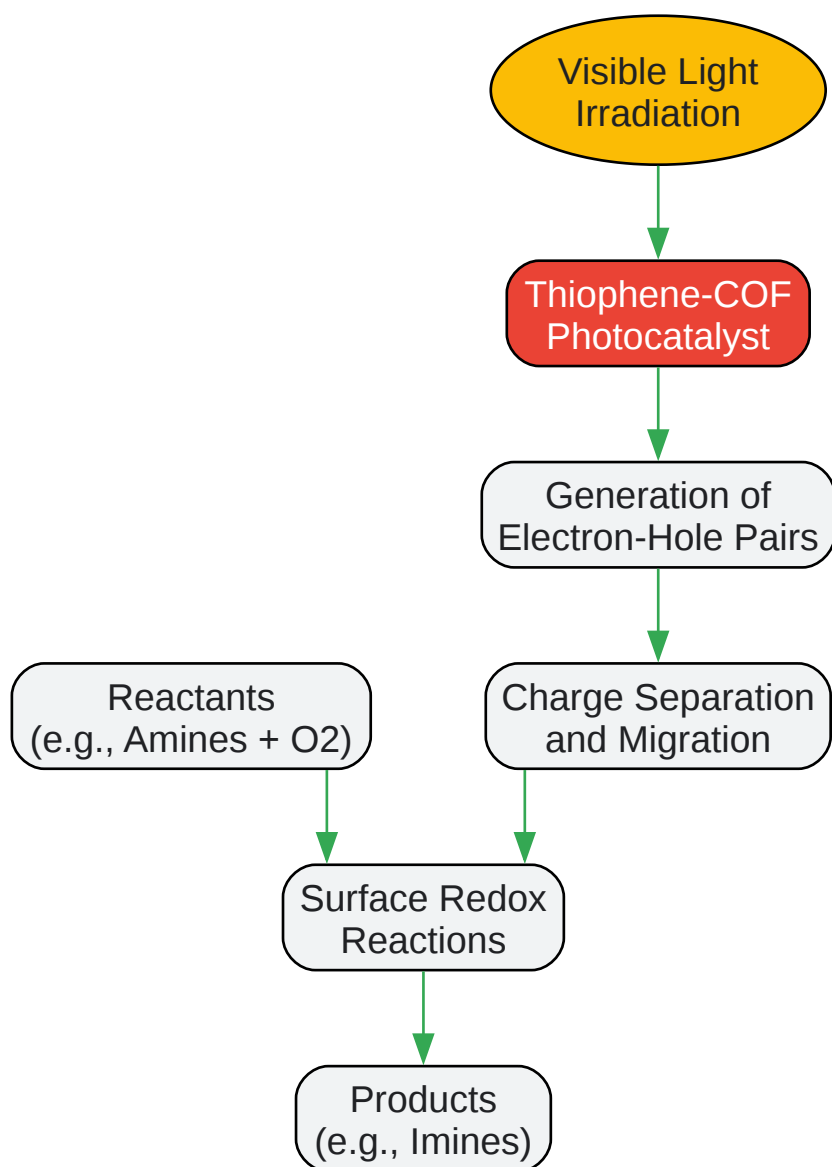 Visible Light
Irradiation
Thiophene-COF
Photocatalyst
Generation of
Electron-Hole Pairs
Reactants
(e.g., Amines + O2)
Charge Separation
and Migration
Surface Redox
Reactions
Products
(e.g., Imines)